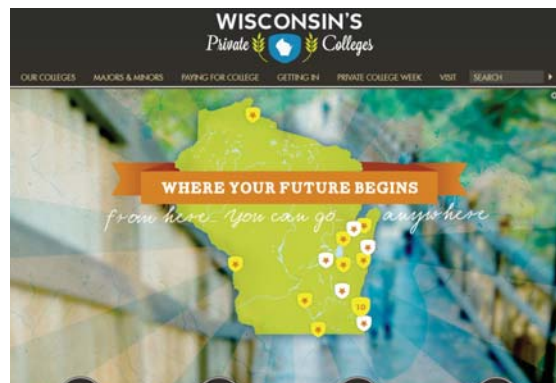 WISCONSIN'S
Private Colleges
OUR COLLEGES MAJORS & MINORS PAYING FOR COLLEGE GETTING IN PRIVATE COLLEGE WEEK VISIT SEARCH
WHERE YOUR FUTURE BEGINS
from here... you can go... anywhere
10